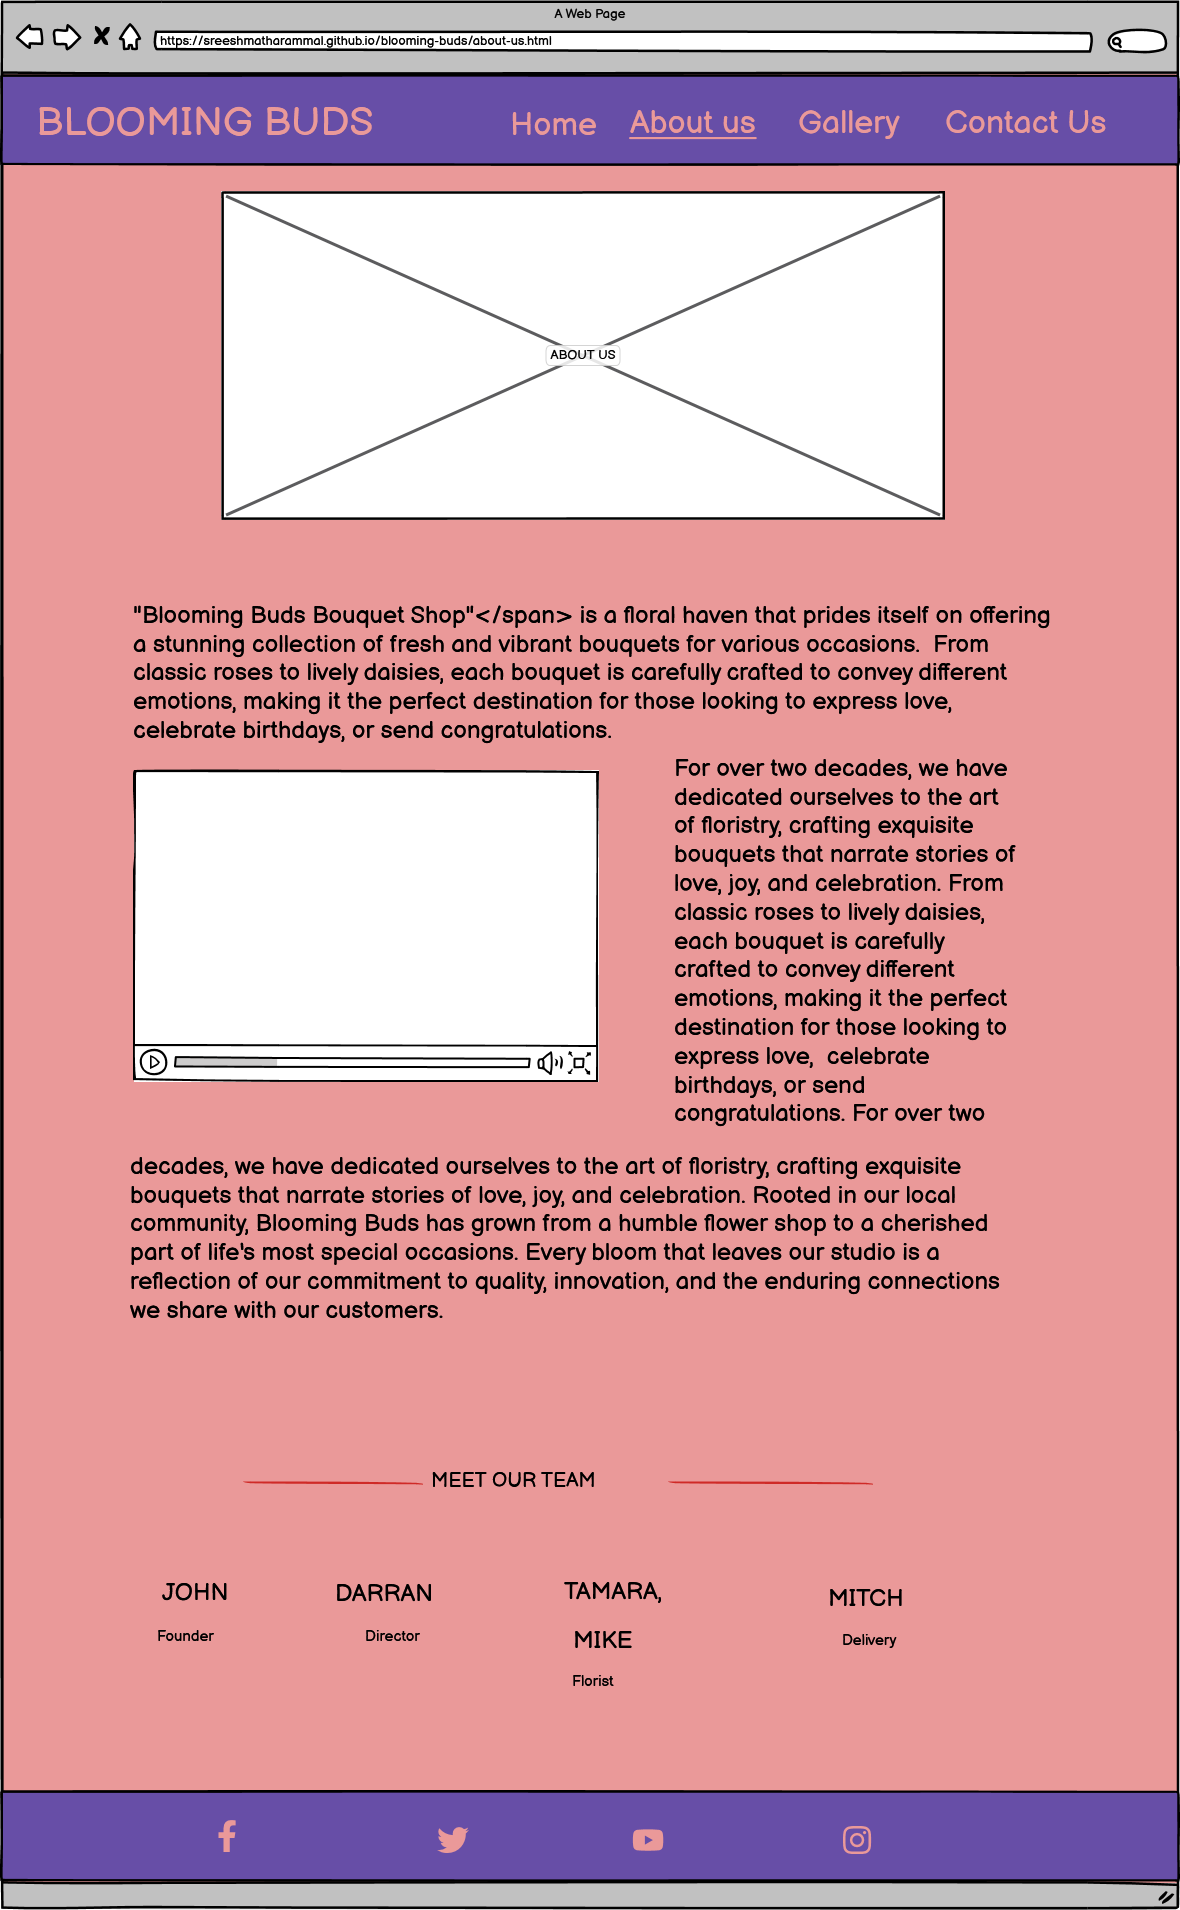 A Web Page
https://sreeshmatharammal.github.io/blooming-buds/about-us.html
BLOOMING BUDS
Home
About us
Gallery
Contact Us
ABOUT US
"Blooming Buds Bouquet Shop"</span> is a floral haven that prides itself on offering
a stunning collection of fresh and vibrant bouquets for various occasions.  From
classic roses to lively daisies, each bouquet is carefully crafted to convey different
emotions, making it the perfect destination for those looking to express love,
celebrate birthdays, or send congratulations.
For over two decades, we have
dedicated ourselves to the art
of floristry, crafting exquisite
bouquets that narrate stories of
love, joy, and celebration. From
classic roses to lively daisies,
each bouquet is carefully
crafted to convey different
emotions, making it the perfect
destination for those looking to
express love,  celebrate
birthdays, or send
congratulations. For over two
decades, we have dedicated ourselves to the art of floristry, crafting exquisite
bouquets that narrate stories of love, joy, and celebration. Rooted in our local
community, Blooming Buds has grown from a humble flower shop to a cherished
part of life's most special occasions. Every bloom that leaves our studio is a
reflection of our commitment to quality, innovation, and the enduring connections
we share with our customers.
MEET OUR TEAM
JOHN
Founder
DARRAN
Director
TAMARA,
MIKE
Florist
MITCH
Delivery